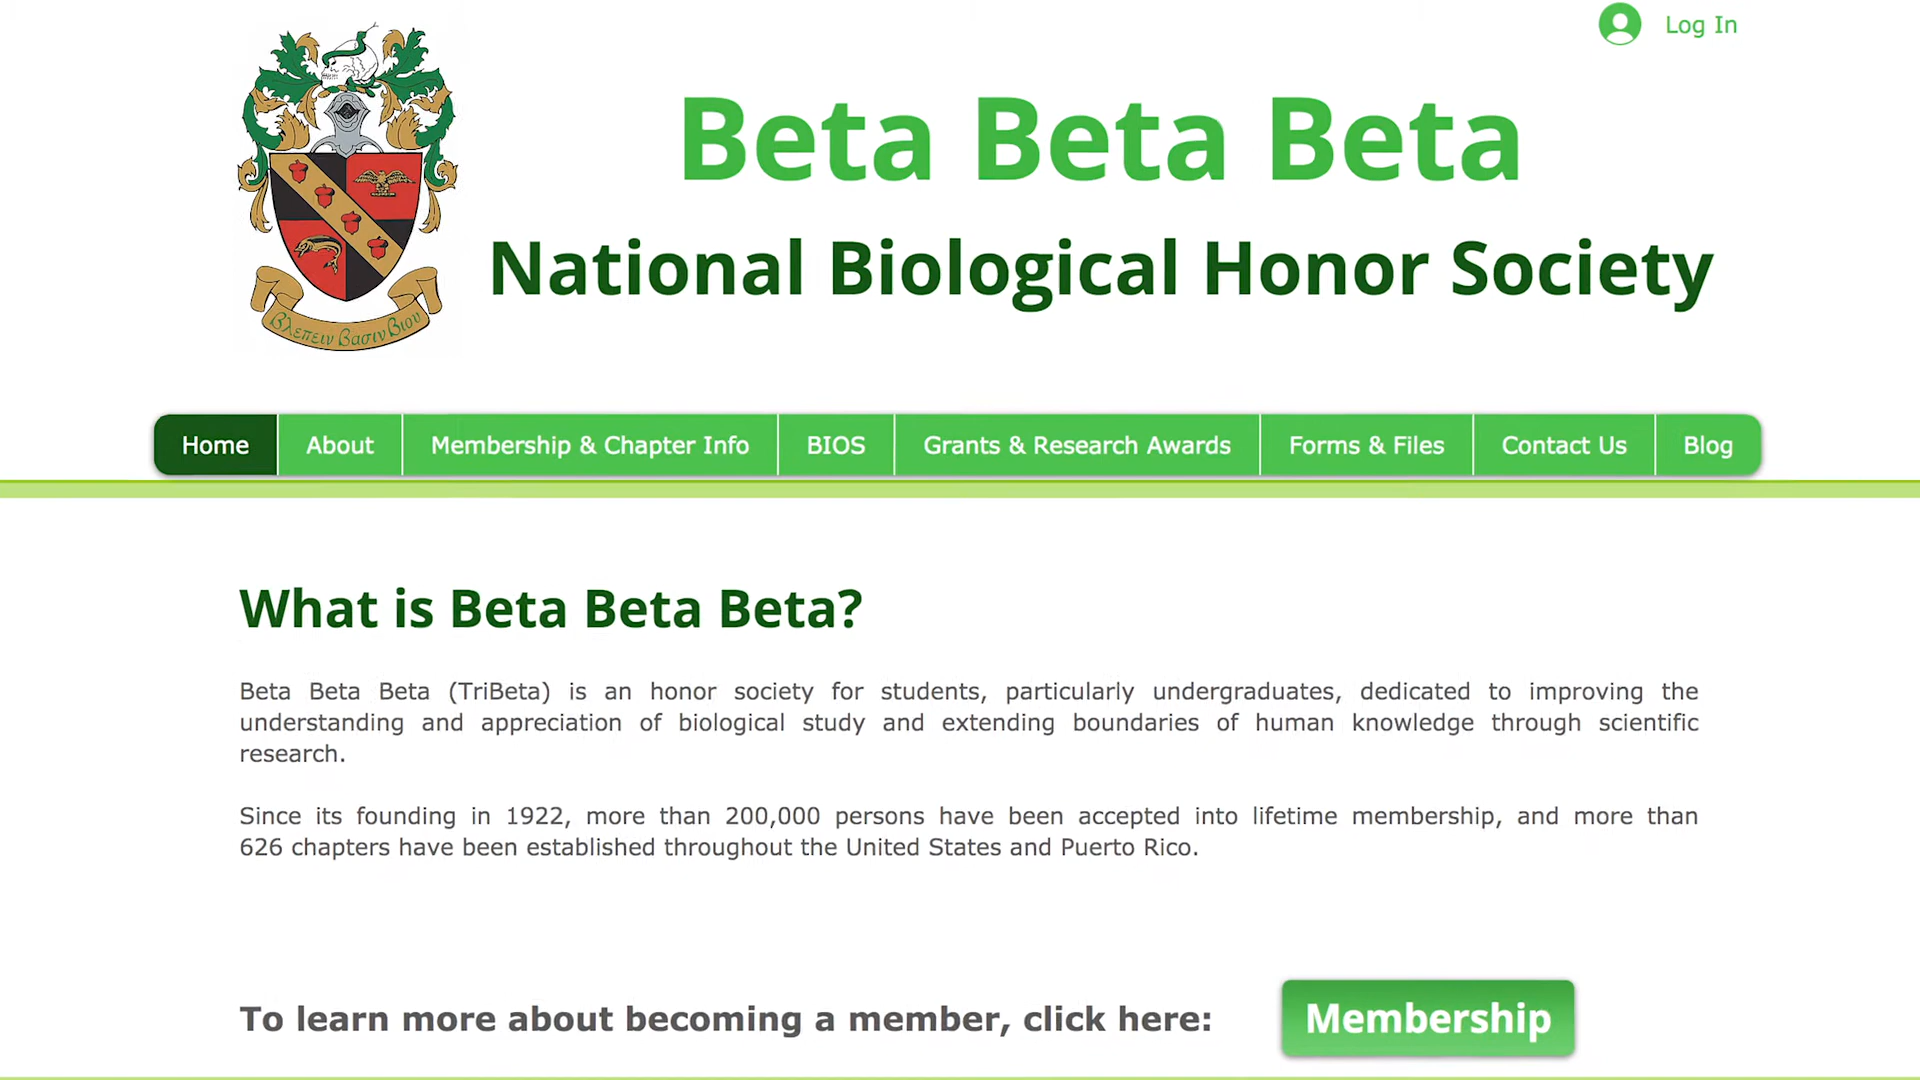 Log In
Beta Beta Beta
National Biological Honor Society
βλεπειν βασιν βιου
Home About Membership & Chapter Info BIOS Grants & Research Awards Forms & Files Contact Us Blog
What is Beta Beta Beta?
Beta Beta Beta (TriBeta) is an honor society for students, particularly undergraduates, dedicated to improving the
understanding and appreciation of biological study and extending boundaries of human knowledge through scientific
research.
Since its founding in 1922, more than 200,000 persons have been accepted into lifetime membership, and more than
626 chapters have been established throughout the United States and Puerto Rico.
To learn more about becoming a member, click here: Membership